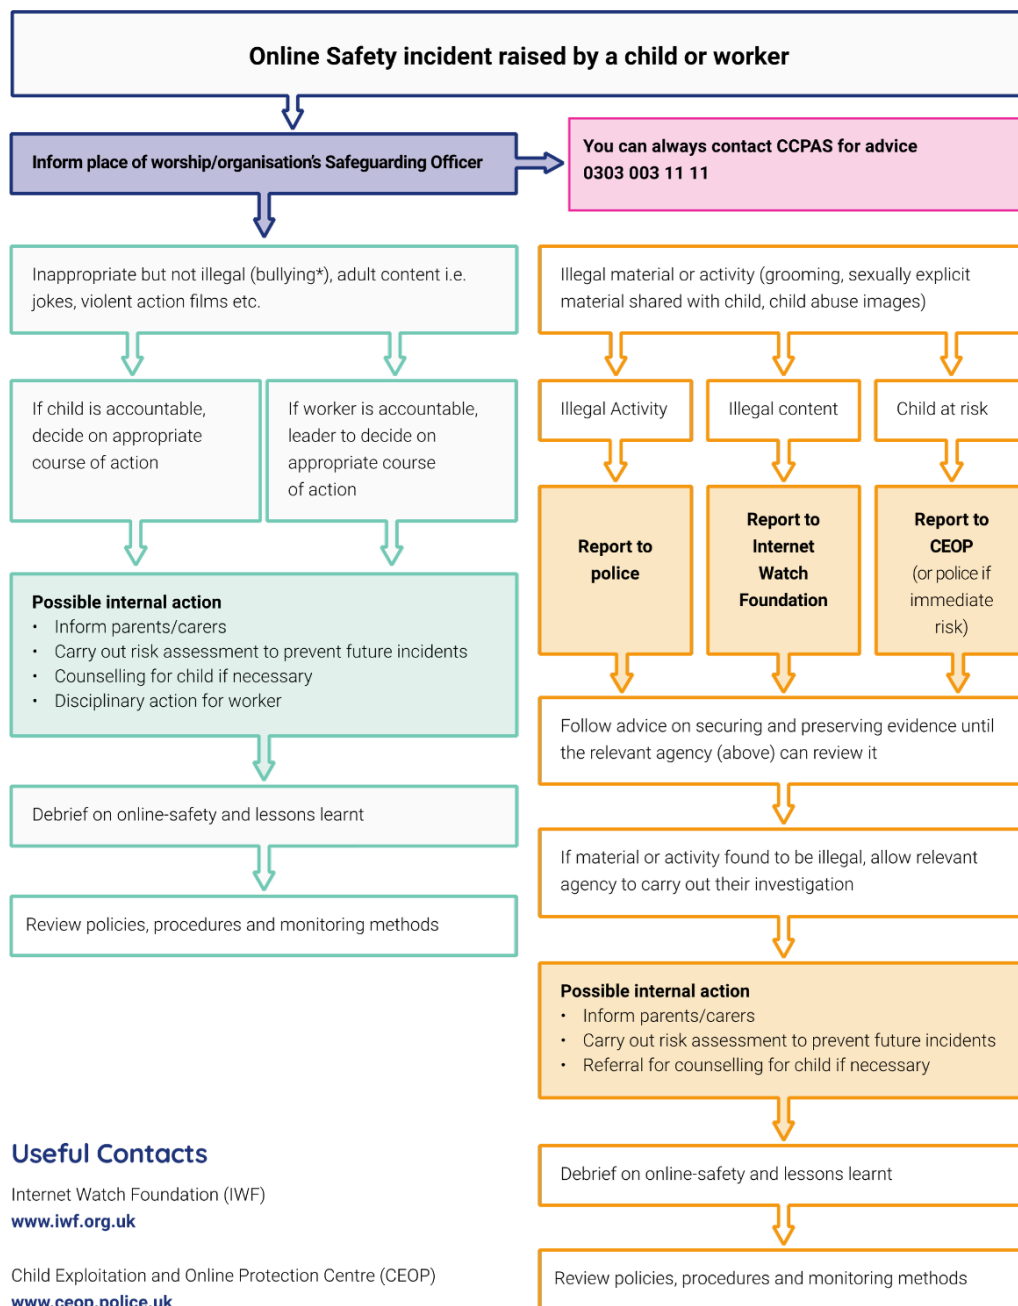 Online Safety incident raised by a child or worker
Inform place of worship/organisation's Safeguarding Officer
You can always contact CCPAS for advice
0303 003 11 11
Inappropriate but not illegal (bullying*), adult content i.e.
jokes, violent action films etc.
If child is accountable,
decide on appropriate
course of action
If worker is accountable,
leader to decide on
appropriate course
of action
Possible internal action
• Inform parents/carers
• Carry out risk assessment to prevent future incidents
• Counselling for child if necessary
• Disciplinary action for worker
Debrief on online-safety and lessons learnt
Review policies, procedures and monitoring methods
Illegal material or activity (grooming, sexually explicit
material shared with child, child abuse images)
Illegal Activity
Illegal content
Child at risk
Report to
police
Report to
Internet
Watch
Foundation
Report to
CEOP
(or police if
immediate
risk)
Follow advice on securing and preserving evidence until
the relevant agency (above) can review it
If material or activity found to be illegal, allow relevant
agency to carry out their investigation
Possible internal action
• Inform parents/carers
• Carry out risk assessment to prevent future incidents
• Referral for counselling for child if necessary
Debrief on online-safety and lessons learnt
Review policies, procedures and monitoring methods
Useful Contacts
Internet Watch Foundation (IWF)
www.iwf.org.uk
Child Exploitation and Online Protection Centre (CEOP)
www.ceop.police.uk